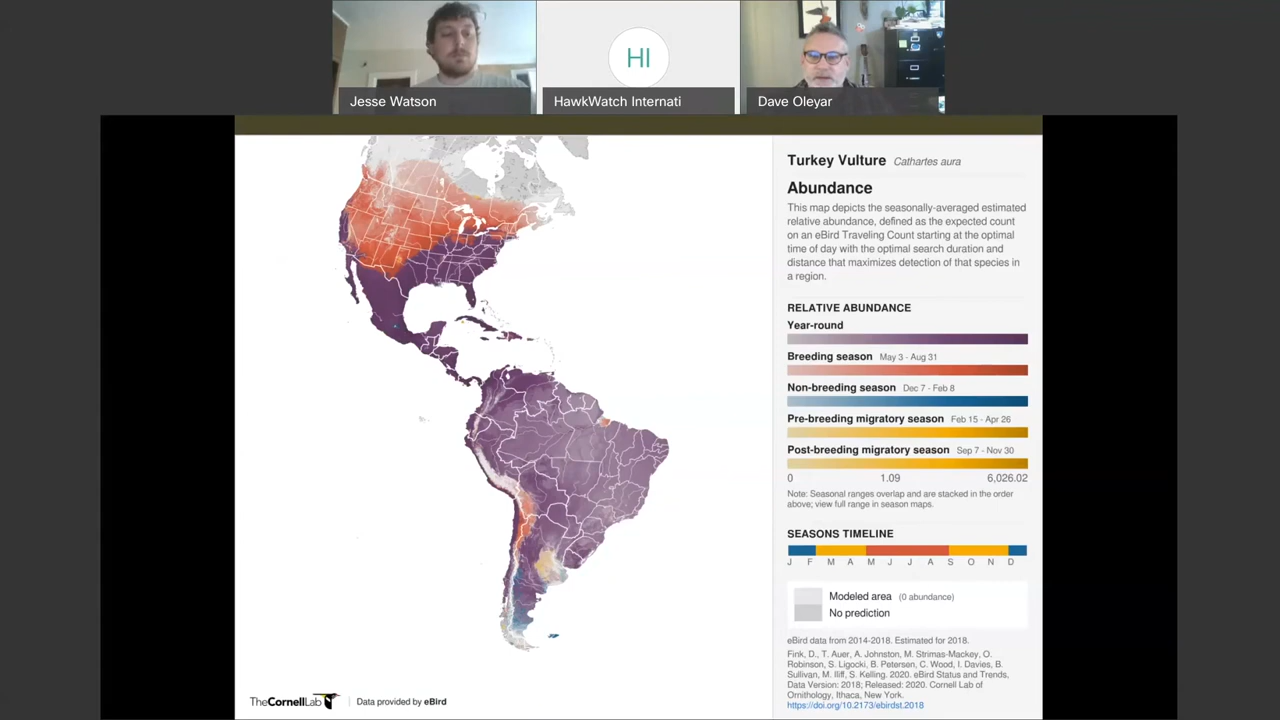 HI
Jesse Watson
HawkWatch Internati
Dave Oleyar
Turkey Vulture Cathartes aura
Abundance
This map depicts the seasonally-averaged estimated
relative abundance, defined as the expected count
on an eBird Traveling Count starting at the optimal
time of day with the optimal search duration and
distance that maximizes detection of that species in
a region.
RELATIVE ABUNDANCE
Year-round
Breeding season May 3 - Aug 31
Non-breeding season Dec 7 - Feb 8
Pre-breeding migratory season Feb 15 - Apr 26
Post-breeding migratory season Sep 7 - Nov 30
0 1.09 6,026.02
Note: Seasonal ranges overlap and are stacked in the order
above; view full range in season maps.
SEASONS TIMELINE
J F M A M J J A S O N D
Modeled area (0 abundance)
No prediction
eBird data from 2014-2018. Estimated for 2018.
Fink, D., T. Auer, A. Johnston, M. Strimas-Mackey, O.
Robinson, S. Ligocki, B. Petersen, C. Wood, I. Davies, B.
Sullivan, M. Iliff, S. Kelling. 2020. eBird Status and Trends,
Data Version: 2018; Released: 2020. Cornell Lab of
Ornithology, Ithaca, New York.
https://doi.org/10.2173/ebirdst.2018
TheCornellLab Data provided by eBird